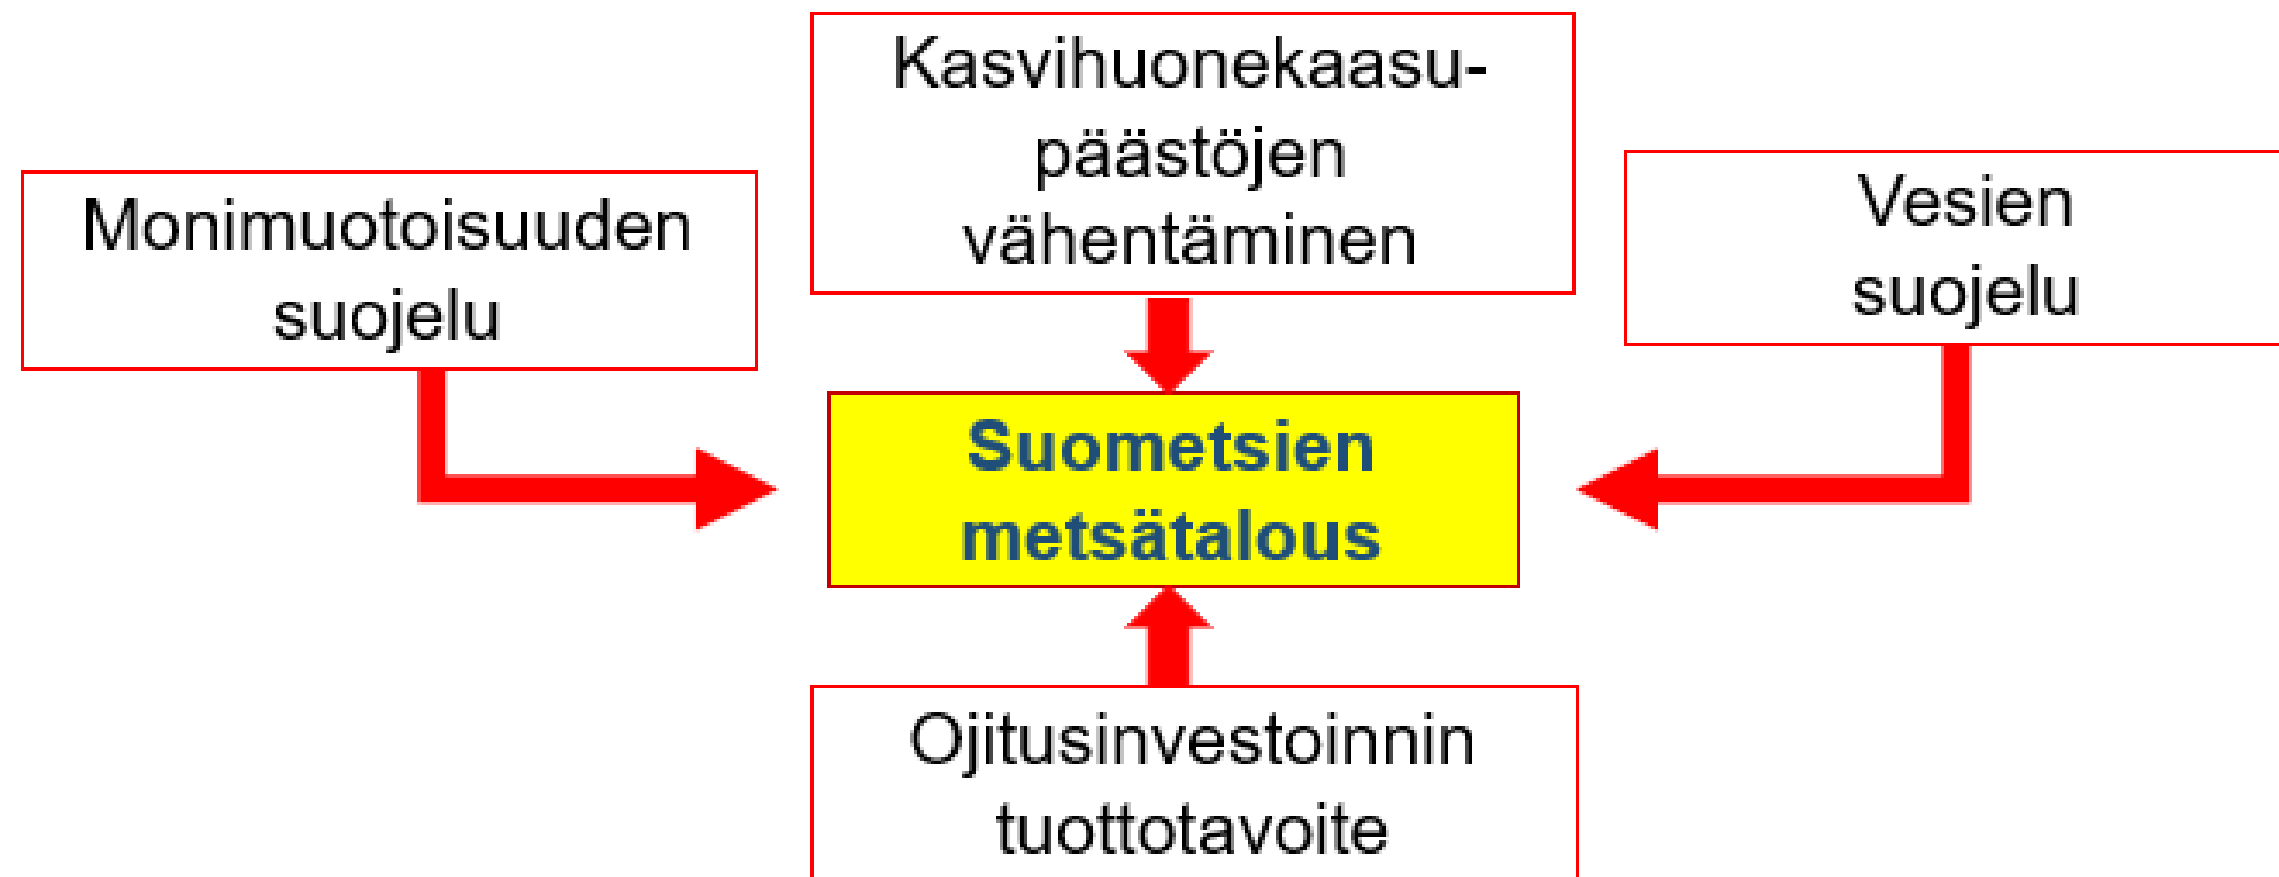 Kasvihuonekaasu-
päästöjen
vähentäminen
Monimuotoisuuden
suojelu
Vesien
suojelu
Suometsien
metsätalous
Ojitusinvestoinnin
tuottotavoite